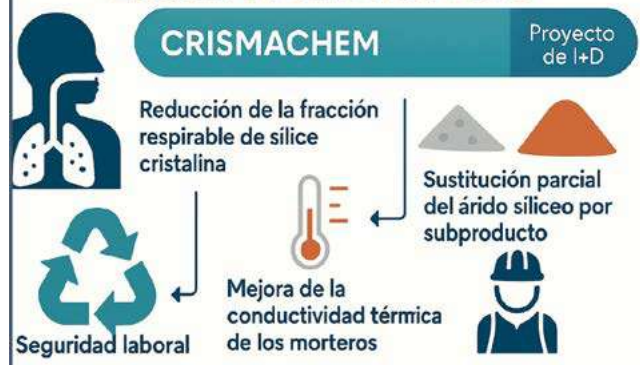 CRISMACHEM
Proyecto
de I+D
Reducción de la fracción
respirable de sílice
cristalina
Sustitución parcial
del árido síliceo por
subproducto
Mejora de la
conductividad térmica
de los morteros
Seguridad laboral